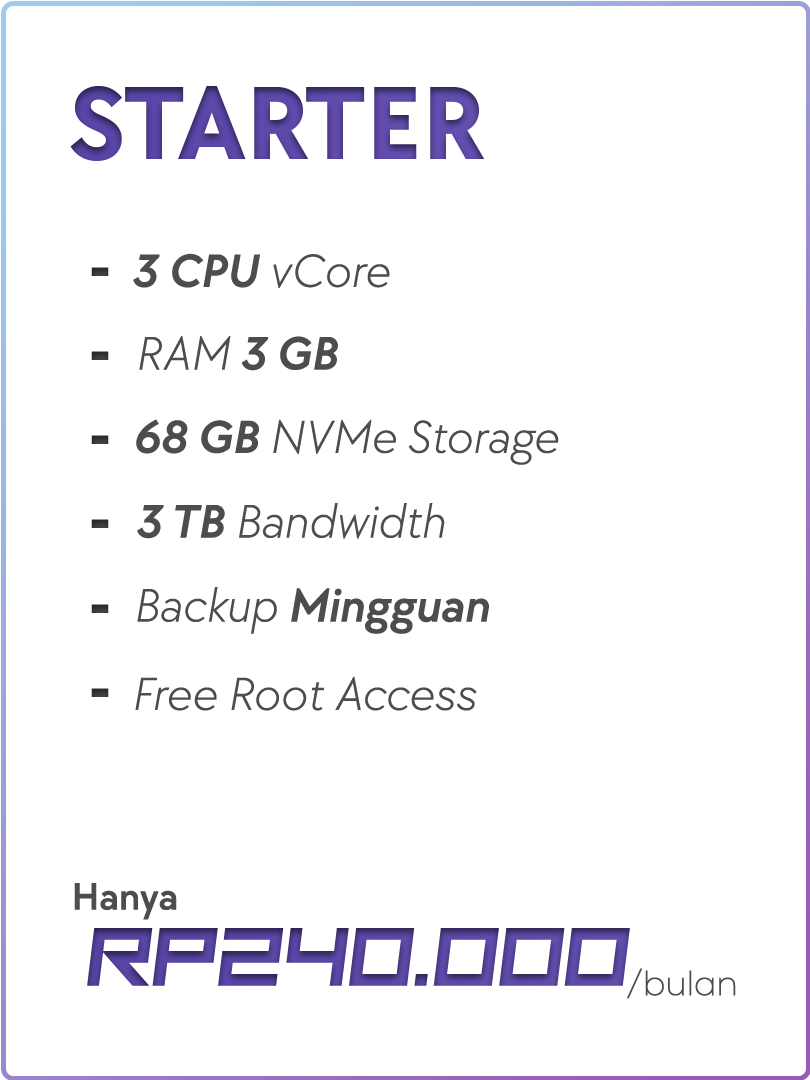 STARTER
- 3 CPU vCore
- RAM 3 GB
- 68 GB NVMe Storage
- 3 TB Bandwidth
- Backup Mingguan
- Free Root Access
Hanya
RP240.000/bulan